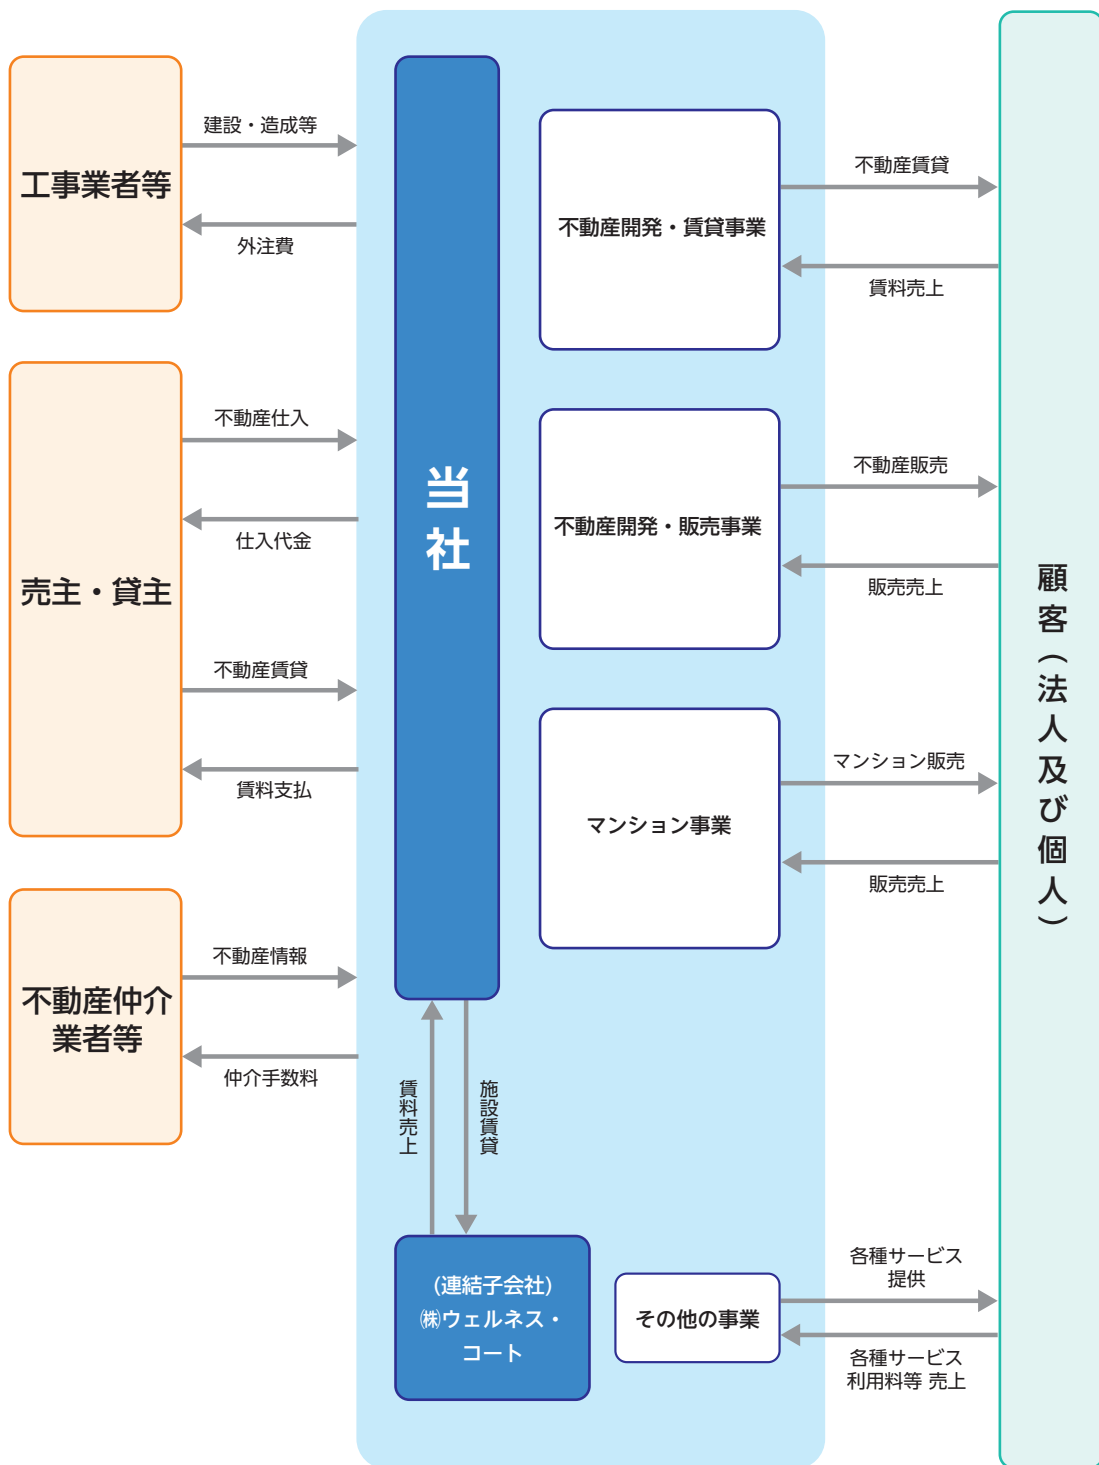 工事業者等
建設・造成等
外注費
売主・貸主
不動産仕入
仕入代金
不動産賃貸
賃料支払
不動産仲介
業者等
不動産情報
仲介手数料
当社
賃料売上
施設賃貸
（連結子会社）
㈱ウェルネス・
コート
不動産開発・賃貸事業
不動産賃貸
賃料売上
不動産開発・販売事業
不動産販売
販売売上
マンション事業
マンション販売
販売売上
その他の事業
各種サービス
提供
各種サービス
利用料等 売上
顧客（法人及び個人）